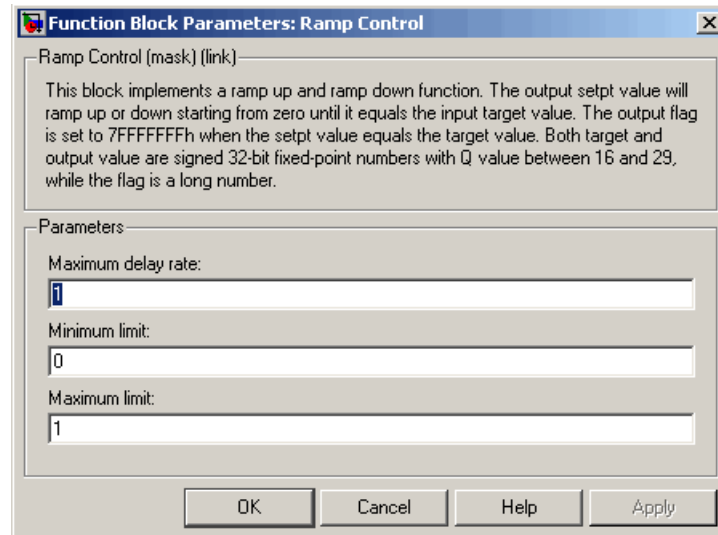 Function Block Parameters: Ramp Control
Ramp Control (mask) (link)
This block implements a ramp up and ramp down function. The output setpt value will
ramp up or down starting from zero until it equals the input target value. The output flag
is set to 7FFFFFFFh when the setpt value equals the target value. Both target and
output value are signed 32-bit fixed-point numbers with Q value between 16 and 29,
while the flag is a long number.
Parameters
Maximum delay rate:
1
Minimum limit:
0
Maximum limit:
1
OK Cancel Help Apply